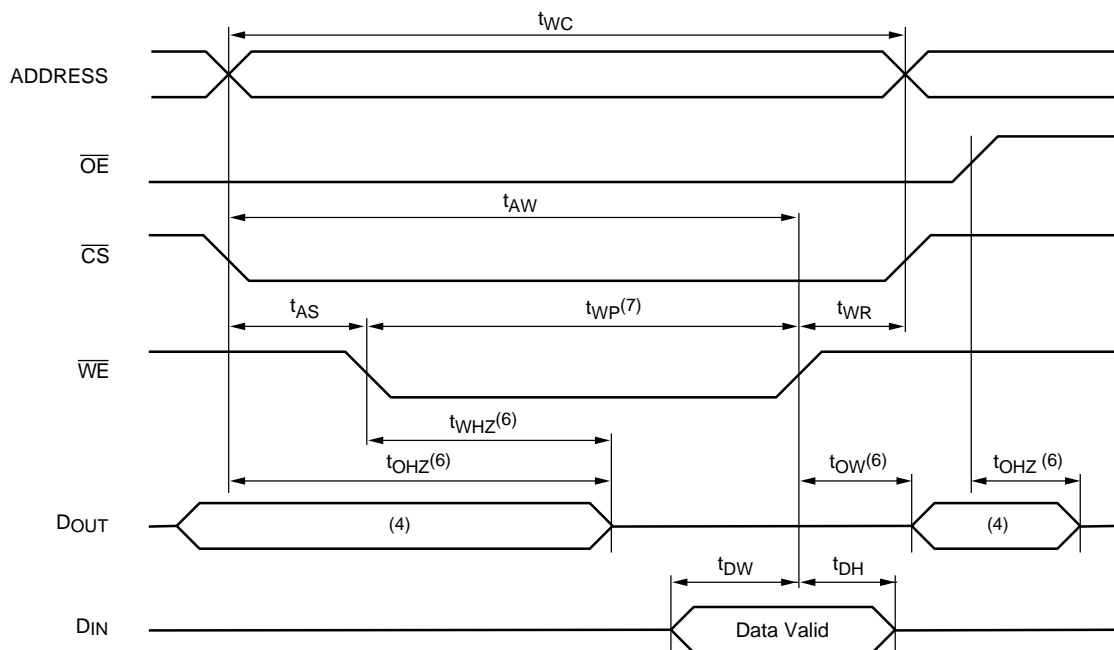 tWC
ADDRESS
OE
tAW
CS
tAS
tWP(7)
tWR
WE
tWHZ(6)
tOHZ(6)
tOW(6)
tOHZ (6)
DOUT
(4)
(4)
tDW
tDH
DIN
Data Valid